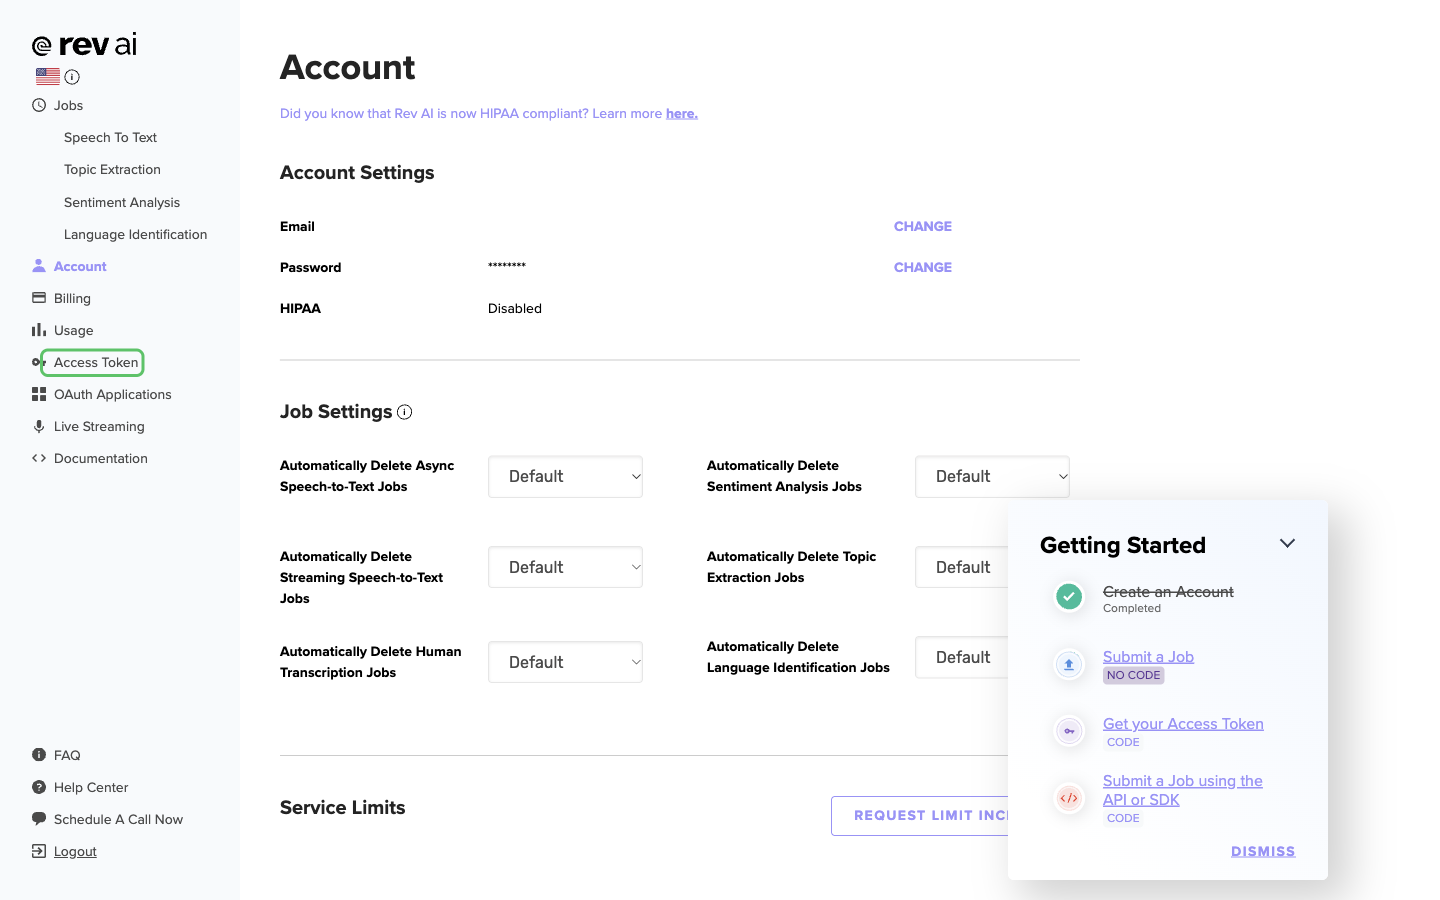 rev ai
Jobs
Speech To Text
Topic Extraction
Sentiment Analysis
Language Identification
Account
Billing
Usage
Access Token
OAuth Applications
Live Streaming
Documentation
FAQ
Help Center
Schedule A Call Now
Logout
Account
Did you know that Rev AI is now HIPAA compliant? Learn more here.
Account Settings
Email CHANGE
Password ******** CHANGE
HIPAA Disabled
Job Settings
Automatically Delete Async
Speech-to-Text Jobs
Default
Automatically Delete
Sentiment Analysis Jobs
Default
Automatically Delete
Streaming Speech-to-Text
Jobs
Default
Automatically Delete Topic
Extraction Jobs
Default
Automatically Delete Human
Transcription Jobs
Default
Automatically Delete
Language Identification Jobs
Default
Service Limits
REQUEST LIMIT INC
Getting Started
Create an Account
Completed
Submit a Job
NO CODE
Get your Access Token
CODE
Submit a Job using the
API or SDK
CODE
DISMISS